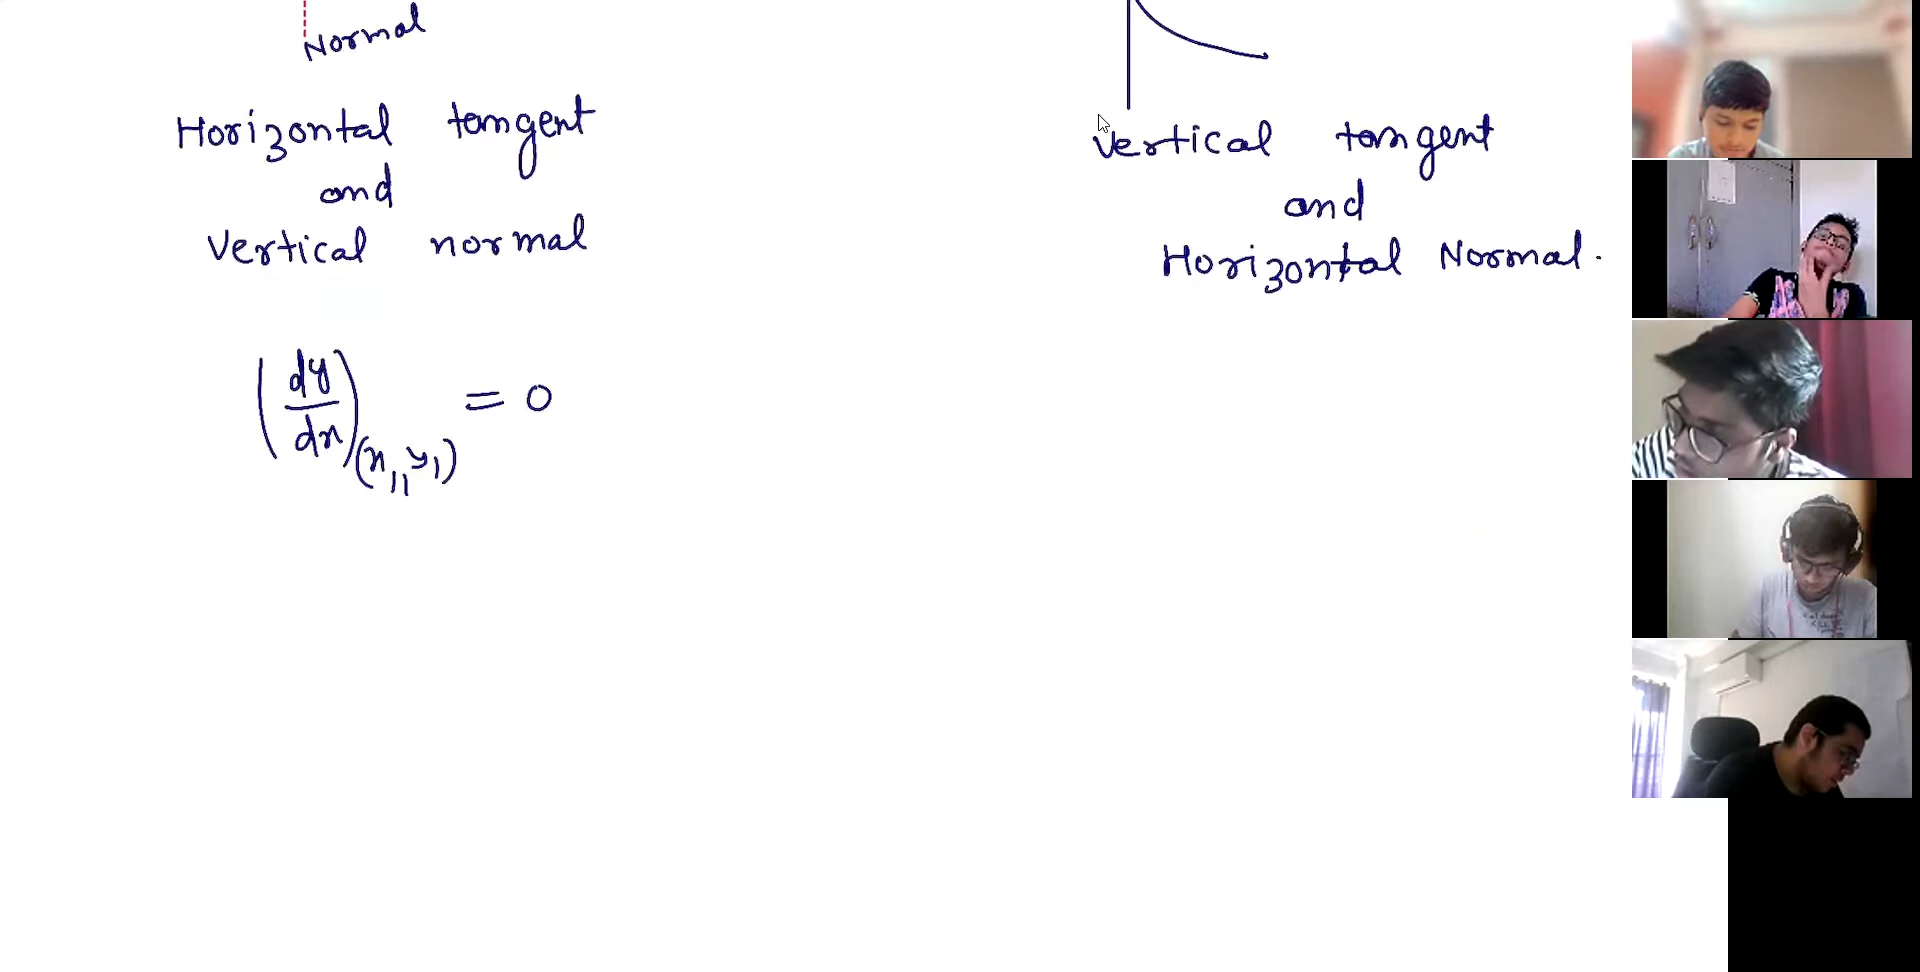 Normal
Horizontal tangent
and
Vertical normal
(dy/dx)(x₁, y₁) = 0
Vertical tangent
and
Horizontal Normal.